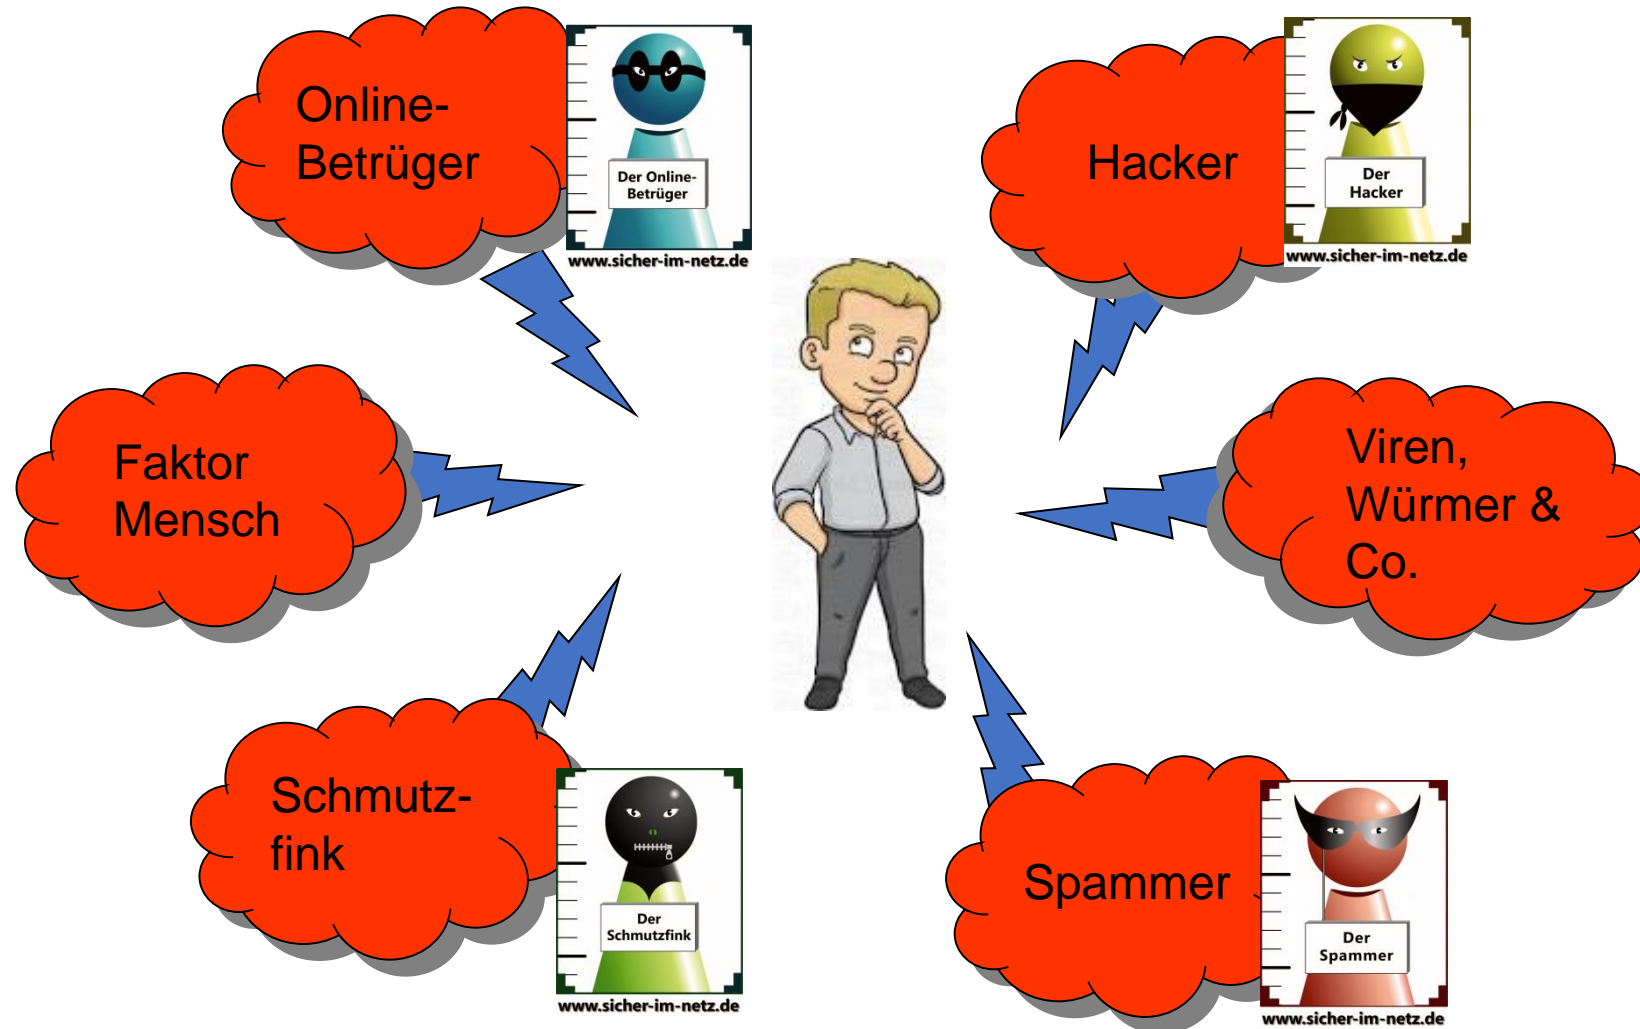 Online-
Betrüger
Der Online-
Betrüger
www.sicher-im-netz.de
Hacker
Der
Hacker
www.sicher-im-netz.de
Faktor
Mensch
Viren,
Würmer &
Co.
Schmutz-
fink
Der
Schmutzfink
www.sicher-im-netz.de
Spammer
Der
Spammer
www.sicher-im-netz.de